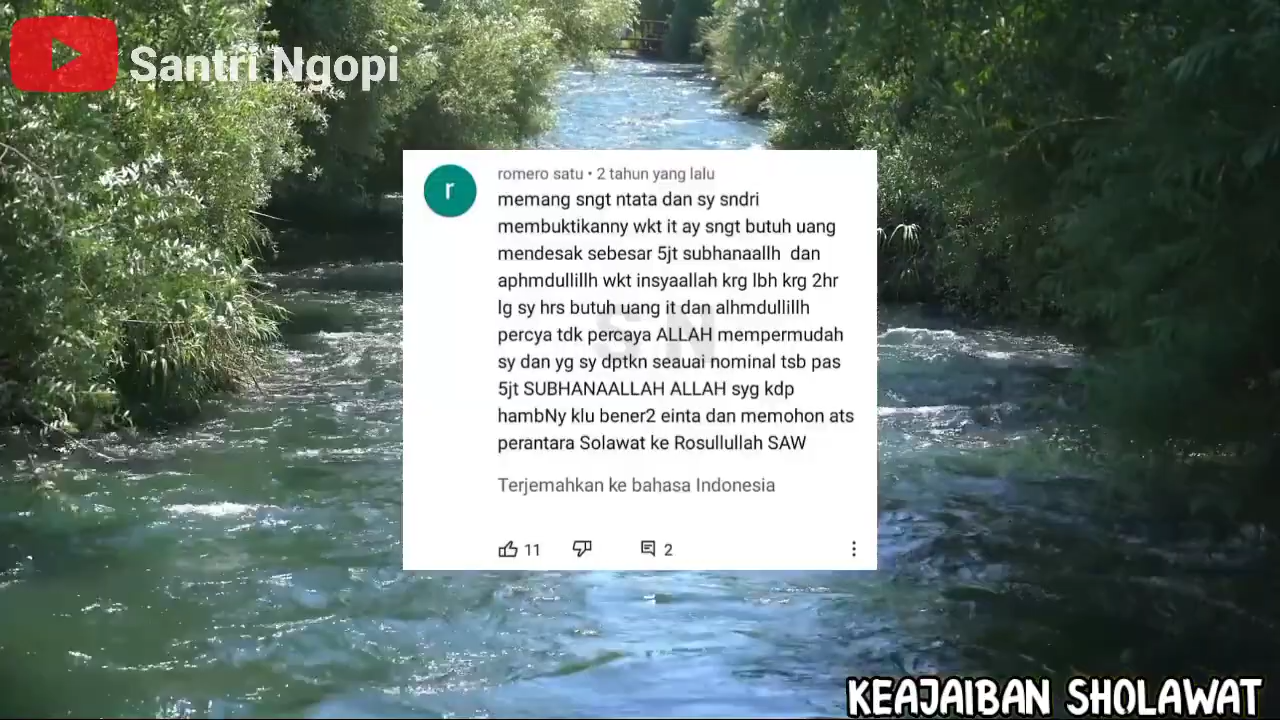 Santri Ngopi
romero satu • 2 tahun yang lalu
memang sngt ntata dan sy sndri
membuktikanny wkt it ay sngt butuh uang
mendesak sebesar 5jt subhanaallh dan
aphmdullillh wkt insyaallah krg lbh krg 2hr
lg sy hrs butuh uang it dan alhmdullillh
percya tdk percaya ALLAH mempermudah
sy dan yg sy dptkn seauai nominal tsb pas
5jt SUBHANAALLAH ALLAH syg kdp
hambNy klu bener2 einta dan memohon ats
perantara Solawat ke Rosullullah SAW
SN
Terjemahkan ke bahasa Indonesia
11 2
KEAJAIBAN SHOLAWAT